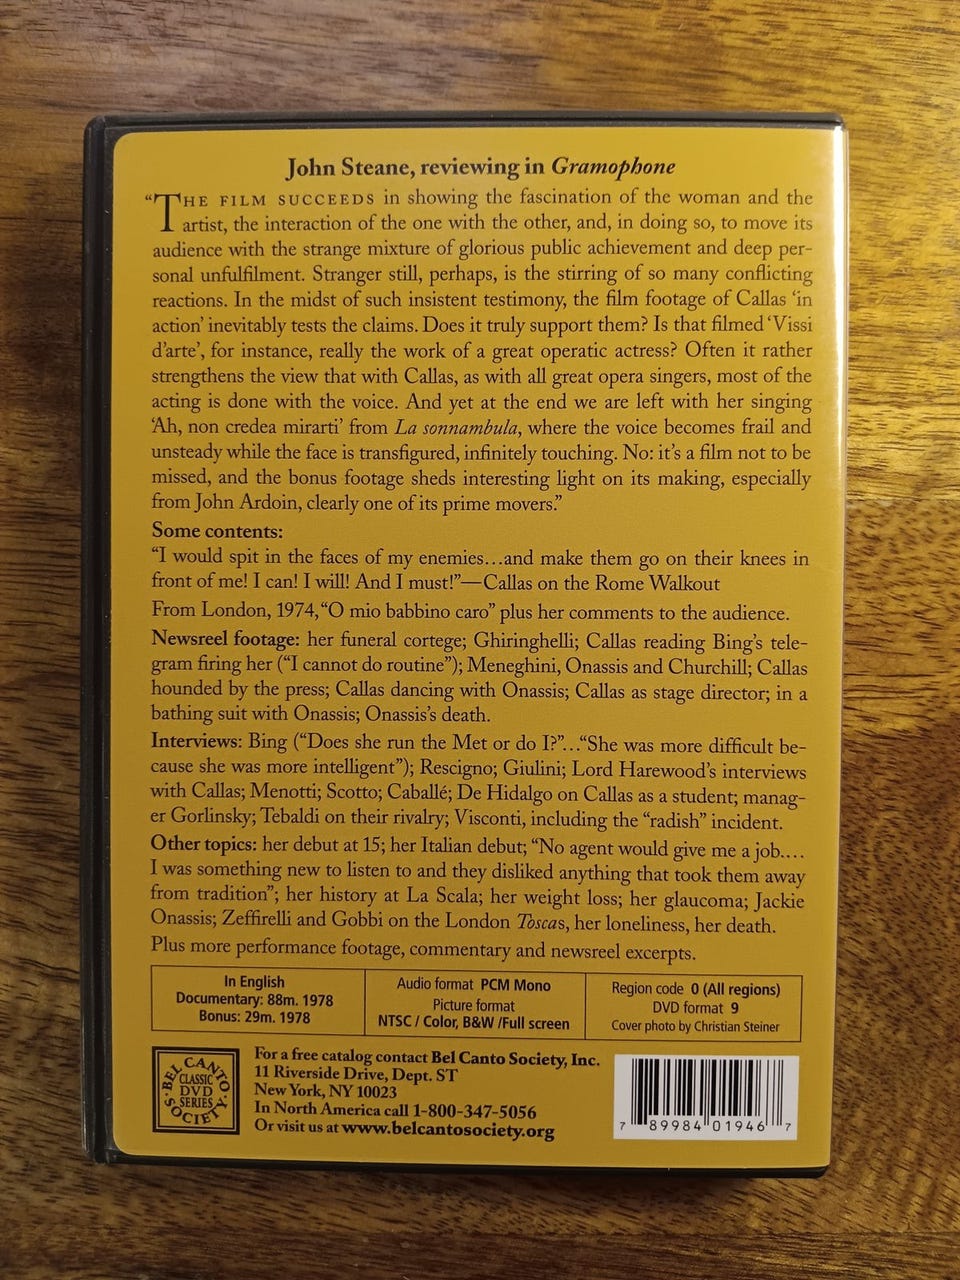 John Steane, reviewing in Gramophone
“THE FILM SUCCEEDS in showing the fascination of the woman and the
artist, the interaction of the one with the other, and, in doing so, to move its
audience with the strange mixture of glorious public achievement and deep per-
sonal unfulfilment. Stranger still, perhaps, is the stirring of so many conflicting
reactions. In the midst of such insistent testimony, the film footage of Callas ‘in
action’ inevitably tests the claims. Does it truly support them? Is that filmed ‘Vissi
d’arte’, for instance, really the work of a great operatic actress? Often it rather
strengthens the view that with Callas, as with all great opera singers, most of the
acting is done with the voice. And yet at the end we are left with her singing
‘Ah, non credea mirarti’ from La sonnambula, where the voice becomes frail and
unsteady while the face is transfigured, infinitely touching. No: it’s a film not to be
missed, and the bonus footage sheds interesting light on its making, especially
from John Ardoin, clearly one of its prime movers.”
Some contents:
“I would spit in the faces of my enemies…and make them go on their knees in
front of me! I can! I will! And I must!”—Callas on the Rome Walkout
From London, 1974, “O mio babbino caro” plus her comments to the audience.
Newsreel footage: her funeral cortege; Ghiringhelli; Callas reading Bing’s tele-
gram firing her (“I cannot do routine”); Meneghini, Onassis and Churchill; Callas
hounded by the press; Callas dancing with Onassis; Callas as stage director; in a
bathing suit with Onassis; Onassis’s death.
Interviews: Bing (“Does she run the Met or do I?”…“She was more difficult be-
cause she was more intelligent”); Rescigno; Giulini; Lord Harewood’s interviews
with Callas; Menotti; Scotto; Caballé; De Hidalgo on Callas as a student; manag-
er Gorlinsky; Tebaldi on their rivalry; Visconti, including the “radish” incident.
Other topics: her debut at 15; her Italian debut; “No agent would give me a job.…
I was something new to listen to and they disliked anything that took them away
from tradition”; her history at La Scala; her weight loss; her glaucoma; Jackie
Onassis; Zeffirelli and Gobbi on the London Toscas, her loneliness, her death.
Plus more performance footage, commentary and newsreel excerpts.
In English
Documentary: 88m. 1978
Bonus: 29m. 1978
Audio format PCM Mono
Picture format
NTSC / Color, B&W /Full screen
Region code 0 (All regions)
DVD format 9
Cover photo by Christian Steiner
BEL CANTO
CLASSIC
DVD
SERIES
SOCIETY
For a free catalog contact Bel Canto Society, Inc.
11 Riverside Drive, Dept. ST
New York, NY 10023
In North America call 1-800-347-5056
Or visit us at www.belcantosociety.org
7 89984 01946 7